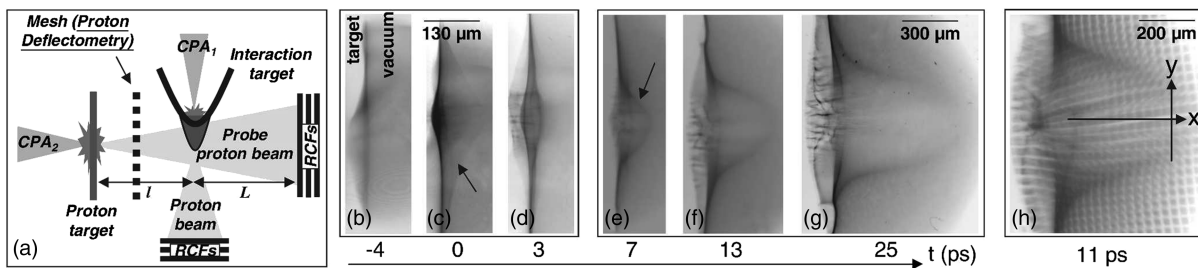 Mesh (Proton
Deflectometry)
CPA1
Interaction
target
CPA2
Probe
proton beam
RCFs
l
L
Proton
target
Proton
beam
RCFs
(a)
target
vacuum
(b)
-4
130 µm
(c)
0
(d)
3
(e)
7
(f)
13
300 µm
(g)
25
t (ps)
200 µm
y
x
(h)
11 ps